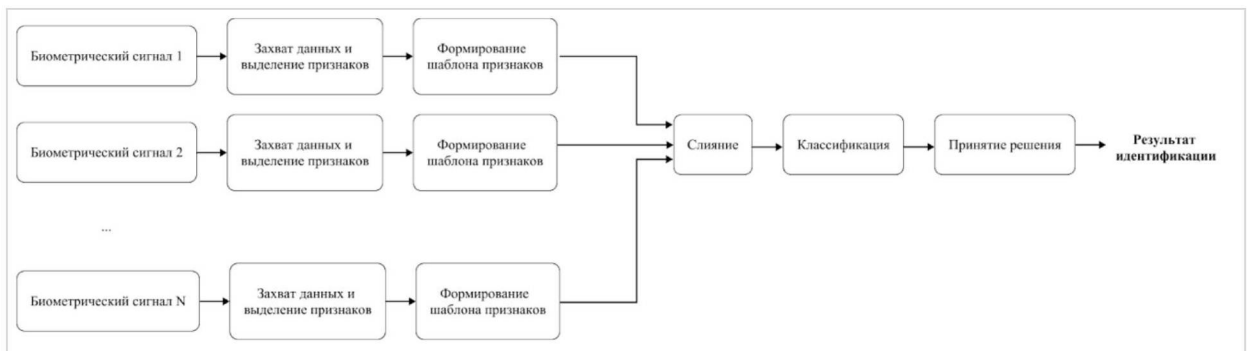 Биометрический сигнал 1
Захват данных и
выделение признаков
Формирование
шаблона признаков
Биометрический сигнал 2
Захват данных и
выделение признаков
Формирование
шаблона признаков
...
Биометрический сигнал N
Захват данных и
выделение признаков
Формирование
шаблона признаков
Слияние
Классификация
Принятие решения
Результат
идентификации